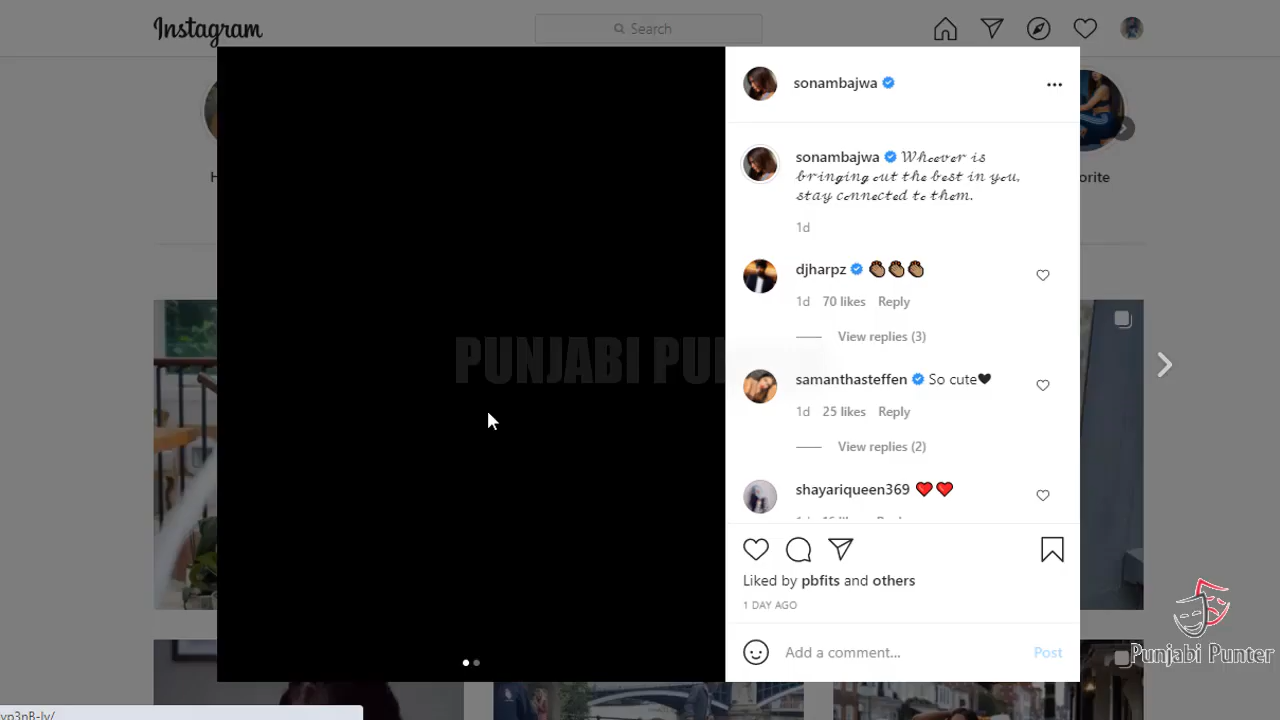 Instagram
Search
sonambajwa
sonambajwa 𝓦𝓱𝓸𝓮𝓿𝓮𝓻 𝓲𝓼
𝓫𝓻𝓲𝓷𝓰𝓲𝓷𝓰 𝓸𝓾𝓽 𝓽𝓱𝓮 𝓫𝓮𝓼𝓽 𝓲𝓷 𝔂𝓸𝓾,
𝓼𝓽𝓪𝔂 𝓬𝓸𝓷𝓷𝓮𝓬𝓽𝓮𝓭 𝓽𝓸 𝓽𝓱𝓮𝓶.
1d
djharpz 👏🏽👏🏽👏🏽
1d 70 likes Reply
View replies (3)
samanthasteffen So cute🖤
1d 25 likes Reply
View replies (2)
shayariqueen369 ❤️❤️
Liked by pbfits and others
1 DAY AGO
Add a comment... Post
PUNJABI
Punjabi Punter